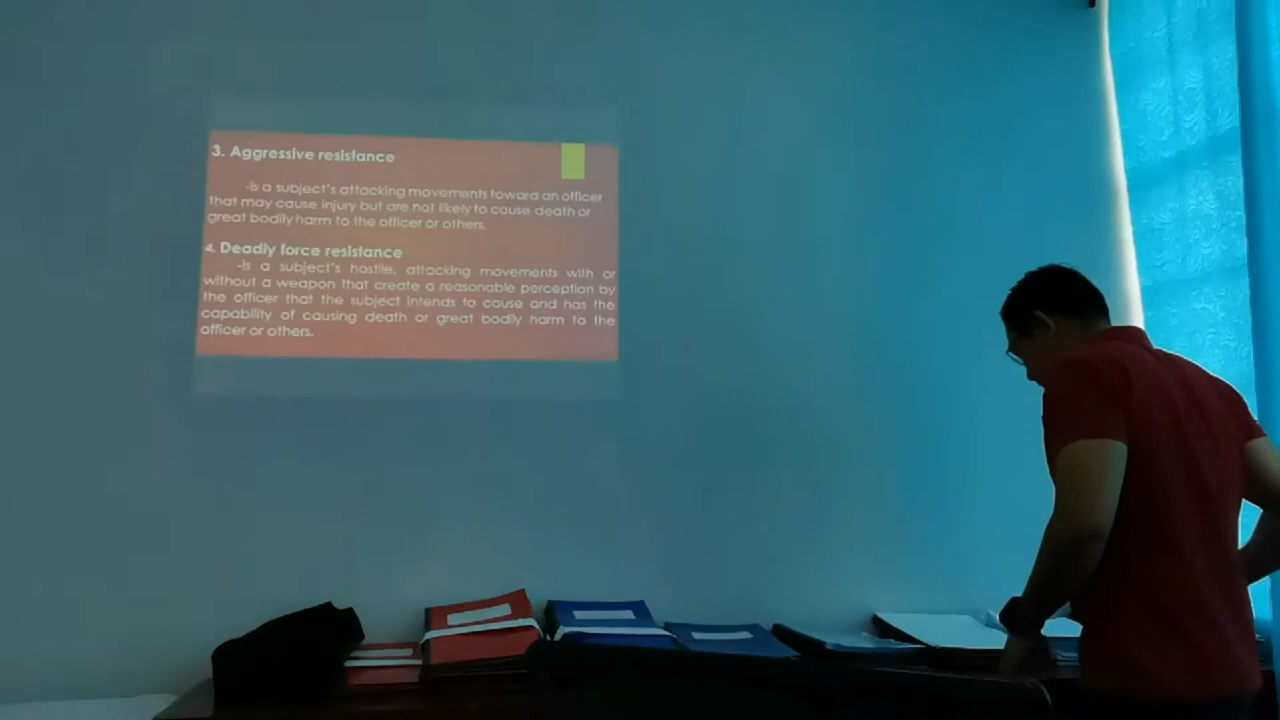 3. Aggressive resistance
-is a subject's attacking movements toward an officer
that may cause injury but are not likely to cause death or
great bodily harm to the officer or others.
4. Deadly force resistance
-is a subject's hostile, attacking movements with or
without a weapon that create a reasonable perception by
the officer that the subject intends to cause and has the
capability of causing death or great bodily harm to the
officer or others.